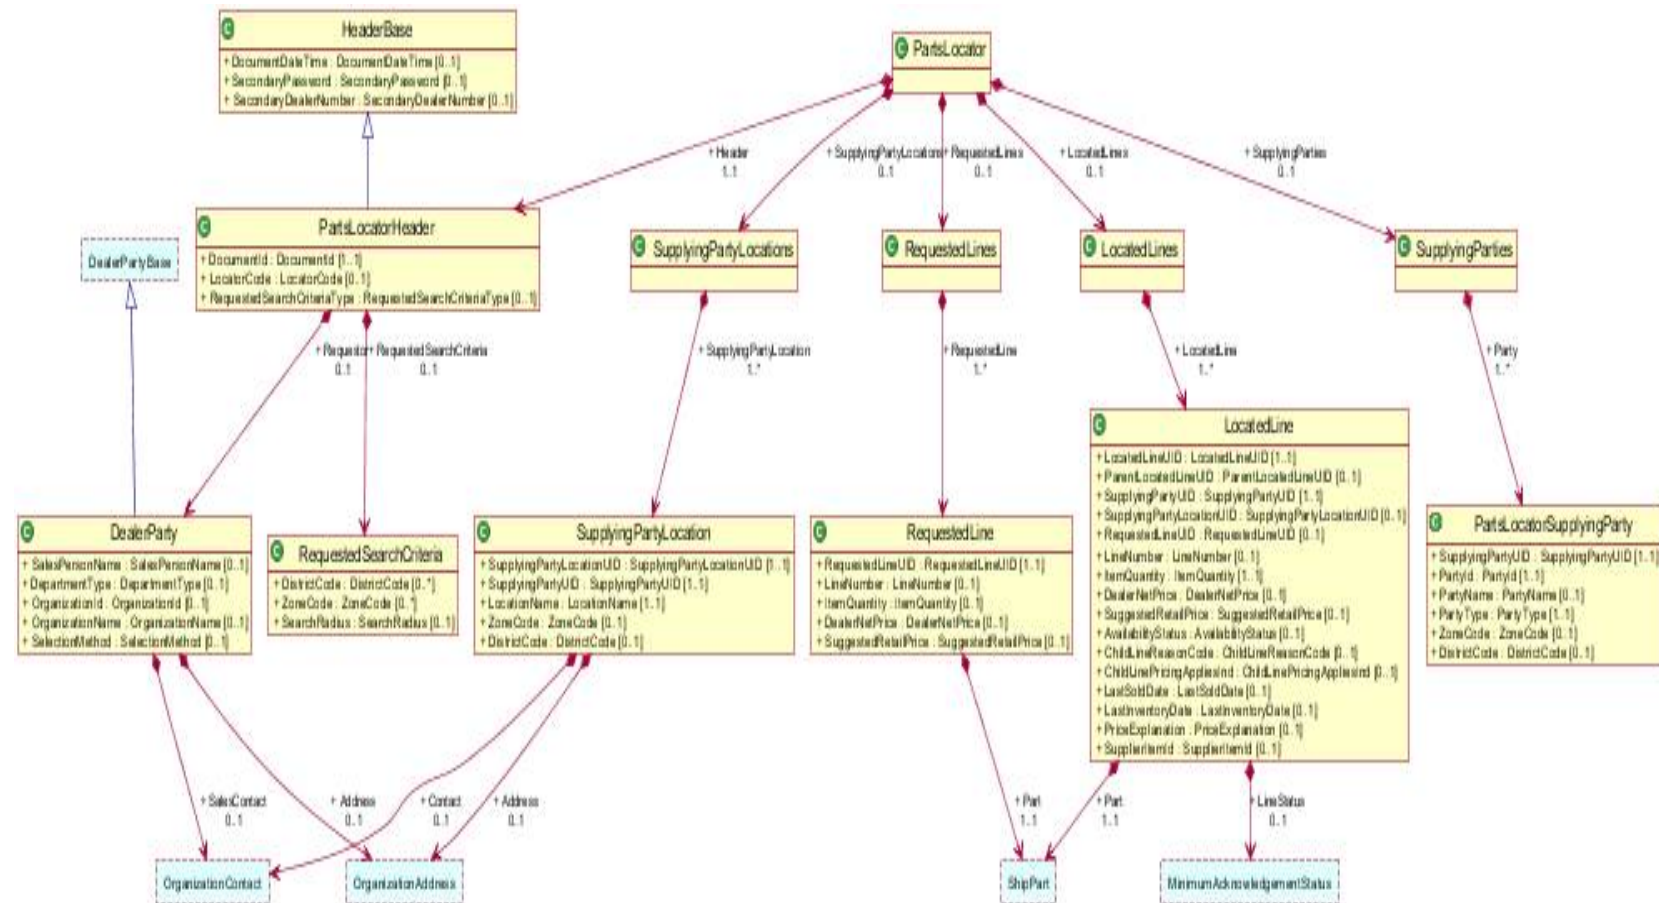 HeaderBase
+ DocumentDateTime : DocumentDateTime [0..1]
+ SecondaryPassword : SecondaryPassword [0..1]
+ SecondaryDealerNumber : SecondaryDealerNumber [0..1]
PartsLocator
+ Header
1..1
+ SupplyingPartyLocations
0..1
+ RequestedLines
0..1
+ LocatedLines
0..1
+ SupplyingParties
0..1
PartsLocatorHeader
+ DocumentId : DocumentId [1..1]
+ LocatorCode : LocatorCode [0..1]
+ RequestedSearchCriteriaType : RequestedSearchCriteriaType [0..1]
DealerPartyBase
SupplyingPartyLocations
RequestedLines
LocatedLines
SupplyingParties
+ Requestor
0..1
+ RequestedSearchCriteria
0..1
+ SupplyingPartyLocation
1..*
+ RequestedLine
1..*
+ LocatedLine
1..*
+ Party
1..*
DealerParty
+ SalesPersonName : SalesPersonName [0..1]
+ DepartmentType : DepartmentType [0..1]
+ OrganizationId : OrganizationId [0..1]
+ OrganizationName : OrganizationName [0..1]
+ SelectionMethod : SelectionMethod [0..1]
RequestedSearchCriteria
+ DistrictCode : DistrictCode [0..*]
+ ZoneCode : ZoneCode [0..*]
+ SearchRadius : SearchRadius [0..1]
SupplyingPartyLocation
+ SupplyingPartyLocationUID : SupplyingPartyLocationUID [1..1]
+ SupplyingPartyUID : SupplyingPartyUID [1..1]
+ LocationName : LocationName [1..1]
+ ZoneCode : ZoneCode [0..1]
+ DistrictCode : DistrictCode [0..1]
RequestedLine
+ RequestedLineUID : RequestedLineUID [1..1]
+ LineNumber : LineNumber [0..1]
+ ItemQuantity : ItemQuantity [0..1]
+ DealerNetPrice : DealerNetPrice [0..1]
+ SuggestedRetailPrice : SuggestedRetailPrice [0..1]
LocatedLine
+ LocatedLineUID : LocatedLineUID [1..1]
+ ParentLocatedLineUID : ParentLocatedLineUID [0..1]
+ SupplyingPartyUID : SupplyingPartyUID [1..1]
+ SupplyingPartyLocationUID : SupplyingPartyLocationUID [0..1]
+ RequestedLineUID : RequestedLineUID [0..1]
+ LineNumber : LineNumber [0..1]
+ ItemQuantity : ItemQuantity [1..1]
+ DealerNetPrice : DealerNetPrice [0..1]
+ SuggestedRetailPrice : SuggestedRetailPrice [0..1]
+ AvailabilityStatus : AvailabilityStatus [0..1]
+ ChildLineReasonCode : ChildLineReasonCode [0..1]
+ ChildLinePricingAppliesInd : ChildLinePricingAppliesInd [0..1]
+ LastSoldDate : LastSoldDate [0..1]
+ LastInventoryDate : LastInventoryDate [0..1]
+ PriceExplanation : PriceExplanation [0..1]
+ SupplierItemId : SupplierItemId [0..1]
PartsLocatorSupplyingParty
+ SupplyingPartyUID : SupplyingPartyUID [1..1]
+ PartyId : PartyId [1..1]
+ PartyName : PartyName [0..1]
+ PartyType : PartyType [1..1]
+ ZoneCode : ZoneCode [0..1]
+ DistrictCode : DistrictCode [0..1]
+ SalesContact
0..1
+ Address
0..1
+ Contact
0..1
+ Address
0..1
+ Part
1..1
+ Part
1..1
+ LineStatus
0..1
OrganizationContact
OrganizationAddress
ShipPart
MinimumAcknowledgementStatus